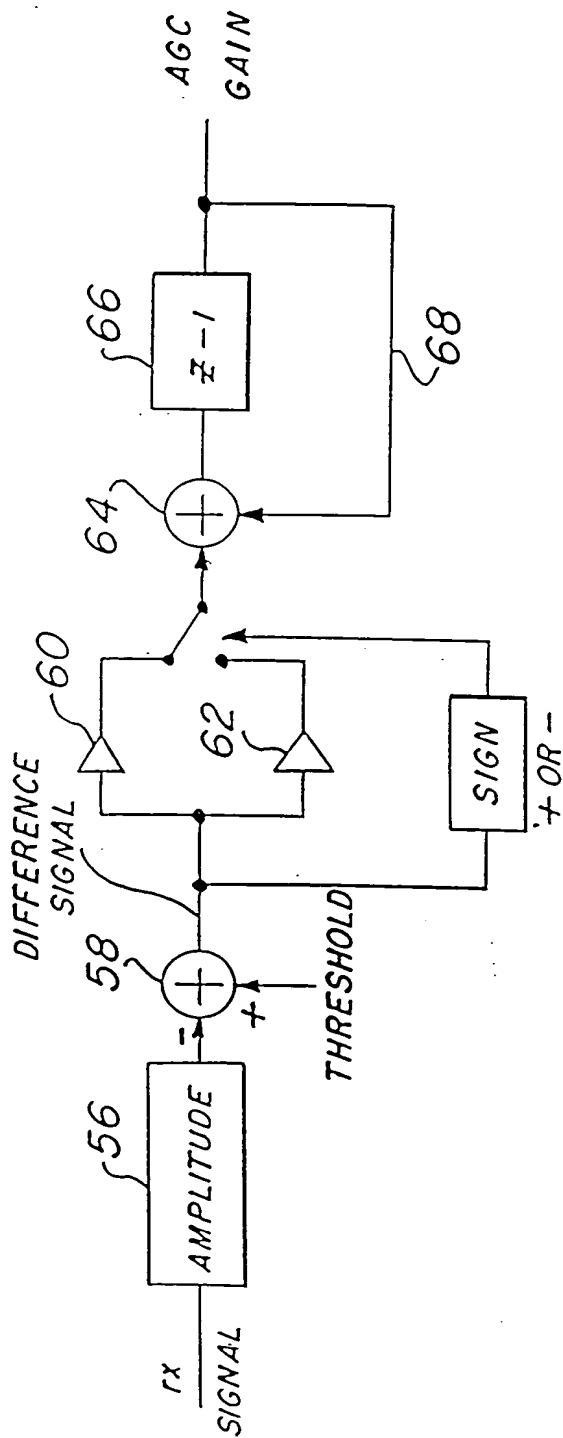 rx
SIGNAL
56
AMPLITUDE
-
58
+
+
THRESHOLD
DIFFERENCE
SIGNAL
60
62
SIGN
+ OR -
64
+
66
Z-1
68
AGC
GAIN